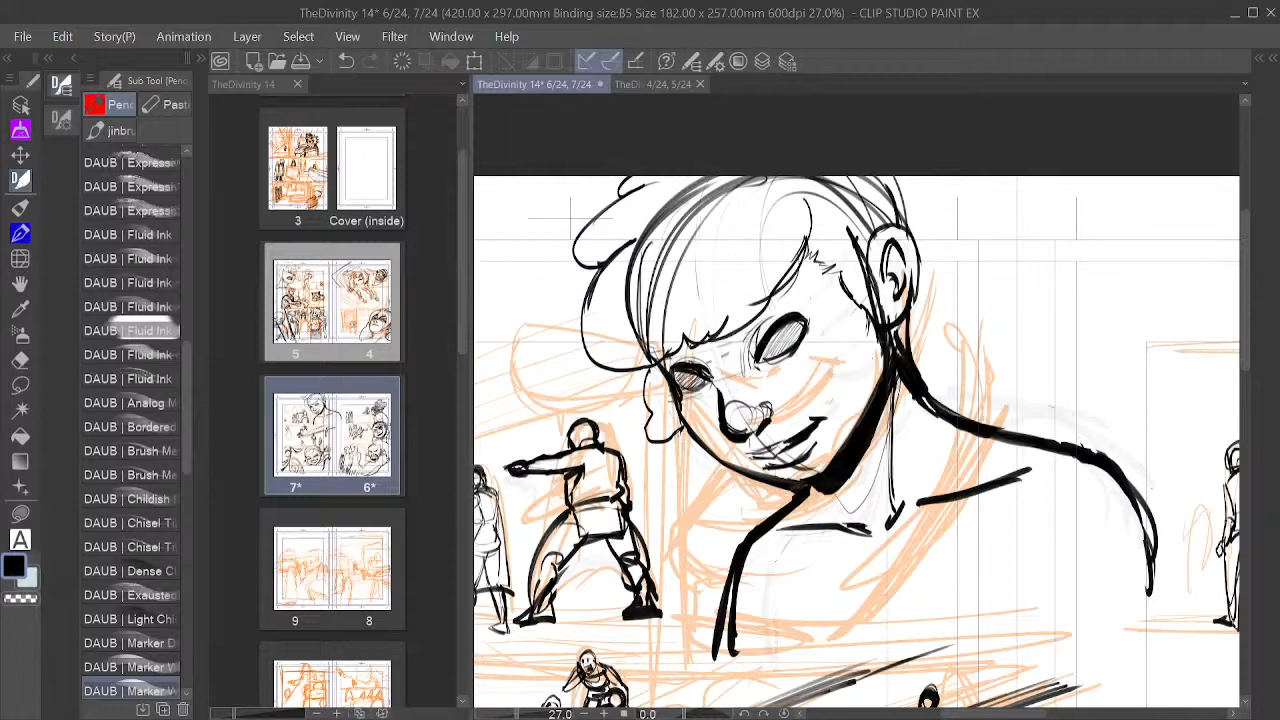 TheDivinity 14* 6/24, 7/24 (420.00 x 297.00mm Binding size:B5 Size 182.00 x 257.00mm 600dpi 27.0%) - CLIP STUDIO PAINT EX
File Edit Story(P) Animation Layer Select View Filter Window Help
Sub Tool [Penc
TheDivinity 14
TheDivinity 14* 6/24, 7/24
TheDivi 4/24, 5/24
Penc
Paste
jinbru
DAUB | Express
DAUB | Express
DAUB | Express
DAUB | Fluid Ink
DAUB | Fluid Ink
DAUB | Fluid Ink
DAUB | Fluid Ink
DAUB | Fluid Ink
DAUB | Fluid Ink
DAUB | Fluid Ink
DAUB | Analog M
DAUB | Bordered
DAUB | Brush Me
DAUB | Brush Me
DAUB | Childish
DAUB | Chisel-Ti
DAUB | Chisel-Ti
DAUB | Dense Cl
DAUB | Exausted
DAUB | Light Chi
DAUB | Marker D
DAUB | Marker W
DAUB | Marker W
A
3 Cover (inside)
5 4
7* 6*
9 8
27.0 0.0